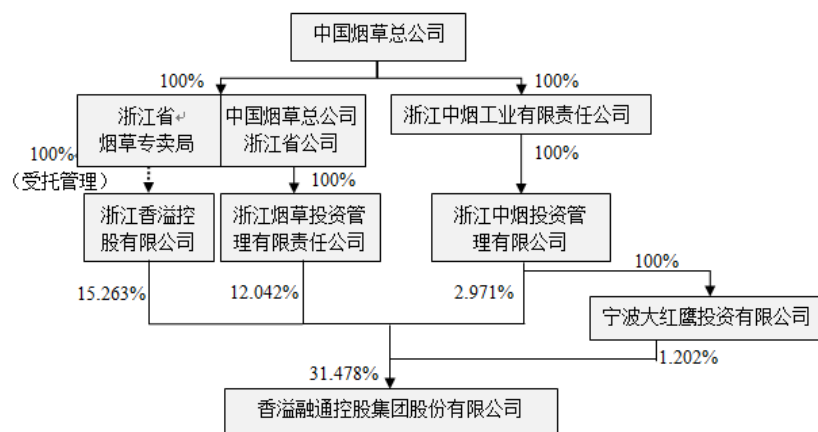 中国烟草总公司
100%
100%
浙江省
烟草专卖局
中国烟草总公司
浙江省公司
浙江中烟工业有限责任公司
100%
（受托管理）
100%
100%
浙江香溢控
股有限公司
浙江烟草投资管
理有限责任公司
浙江中烟投资管
理有限公司
15.263%
12.042%
2.971%
100%
宁波大红鹰投资有限公司
1.202%
31.478%
香溢融通控股集团股份有限公司